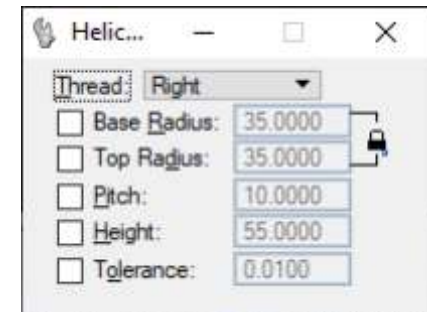 Helic...
Thread: Right
Base Radius: 35.0000
Top Radius: 35.0000
Pitch: 10.0000
Height: 55.0000
Tolerance: 0.0100